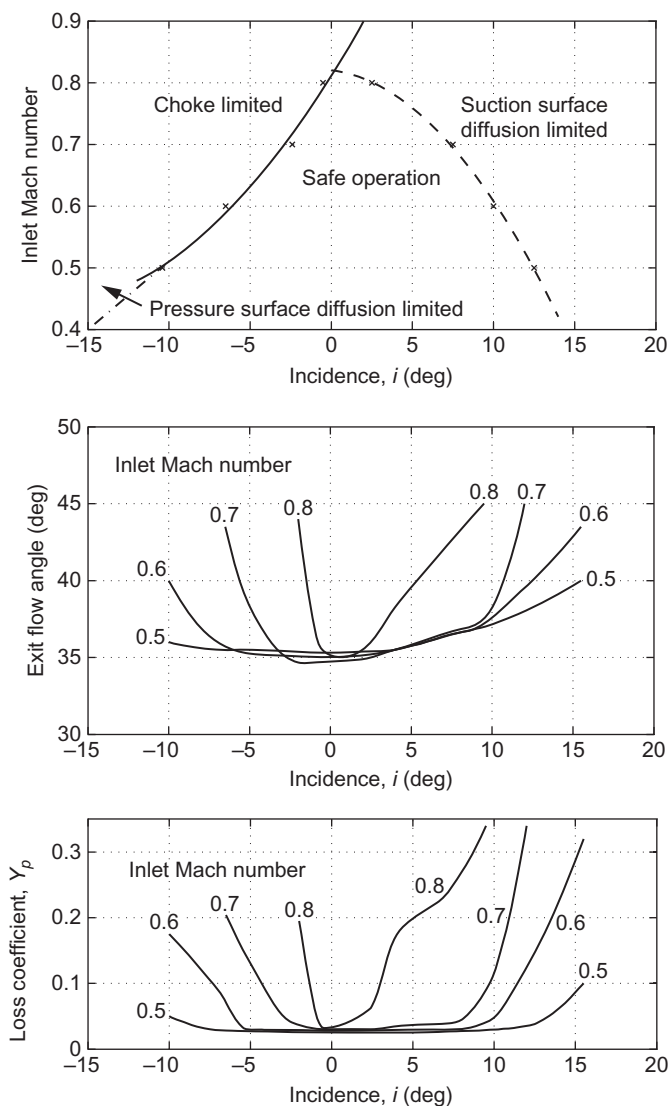 0.9
0.8
0.7
0.6
0.5
0.4
Inlet Mach number
Choke limited
Suction surface
diffusion limited
Safe operation
Pressure surface diffusion limited
–15 –10 –5 0 5 10 15 20
Incidence, i (deg)
50
45
40
35
30
Exit flow angle (deg)
Inlet Mach number
0.8
0.7
0.8
0.7
0.6
0.6
0.5
0.5
–15 –10 –5 0 5 10 15 20
Incidence, i (deg)
0.3
0.2
0.1
0
Loss coefficient, Yp
Inlet Mach number
0.8
0.7
0.8
0.6
0.7
0.6
0.5
0.5
–15 –10 –5 0 5 10 15 20
Incidence, i (deg)